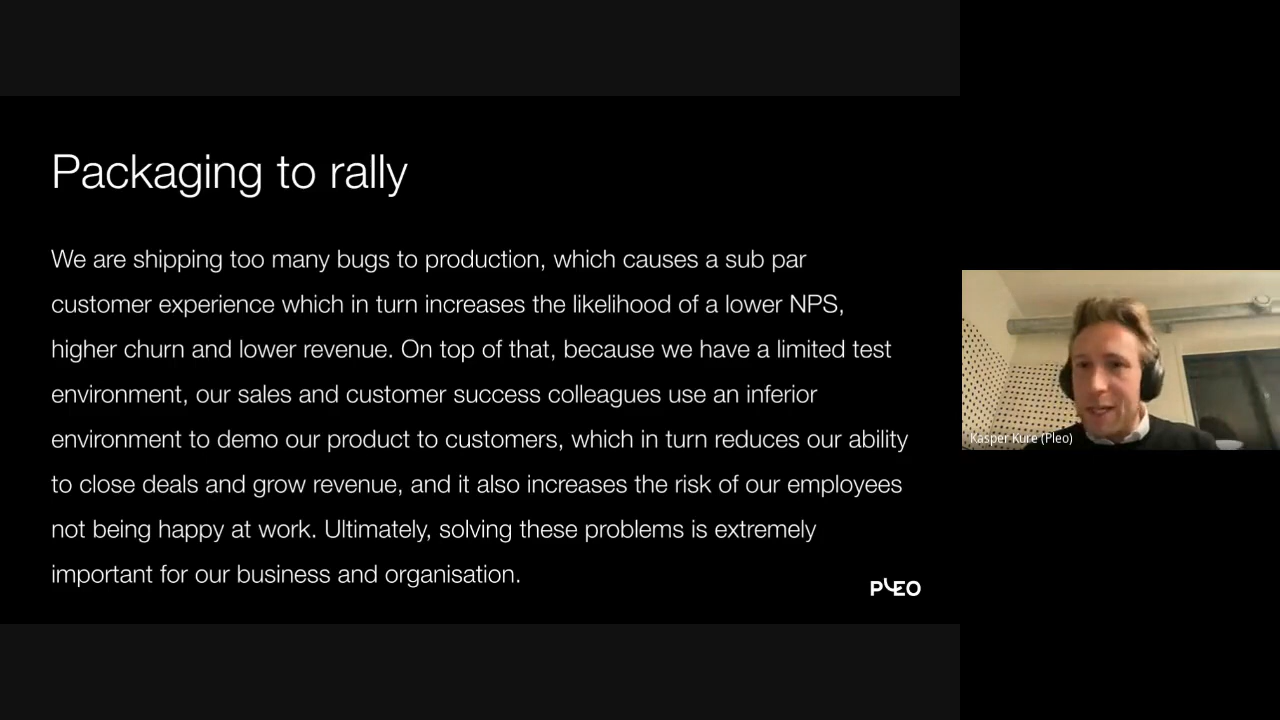 Packaging to rally
We are shipping too many bugs to production, which causes a sub par
customer experience which in turn increases the likelihood of a lower NPS,
higher churn and lower revenue. On top of that, because we have a limited test
environment, our sales and customer success colleagues use an inferior
environment to demo our product to customers, which in turn reduces our ability
to close deals and grow revenue, and it also increases the risk of our employees
not being happy at work. Ultimately, solving these problems is extremely
important for our business and organisation.
PLEO
Kasper Kure (Pleo)